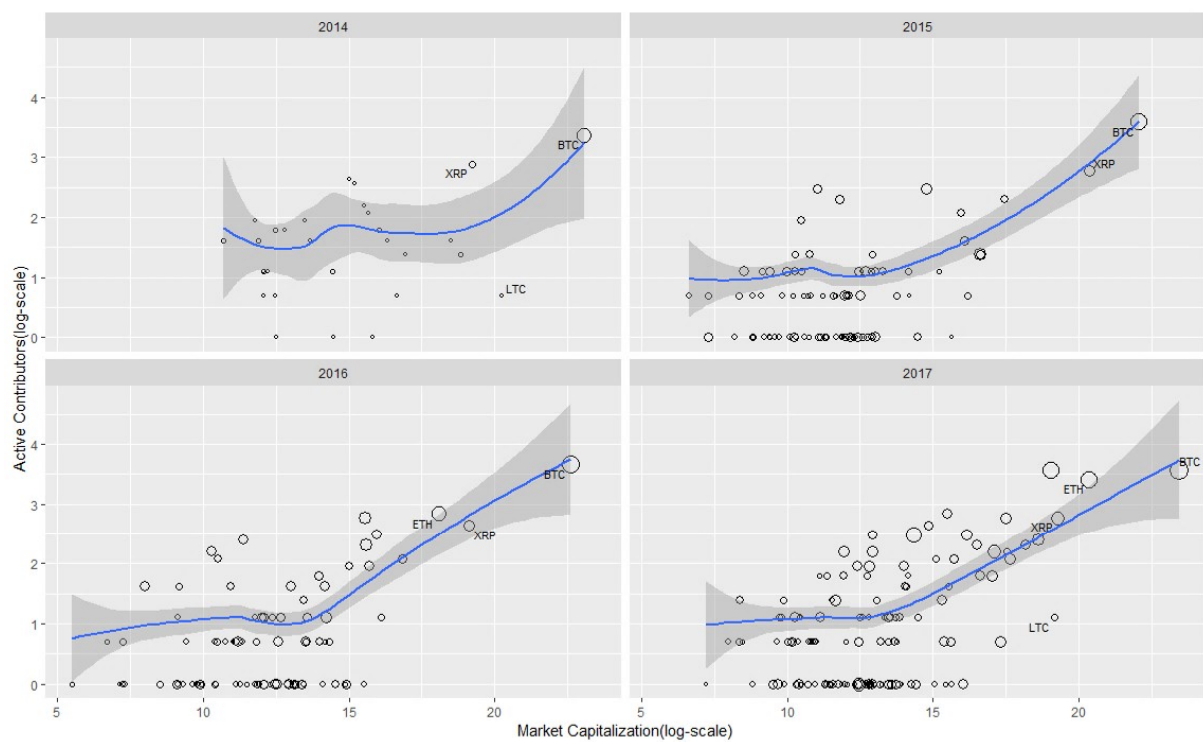 2014
2015
4
3
2
1
0
BTC
XRP
LTC
BTC
XRP
2016
2017
4
3
2
1
0
BTC
ETH
XRP
BTC
ETH
XRP
LTC
5
10
15
20
5
10
15
20
Active Contributors(log-scale)
Market Capitalization(log-scale)